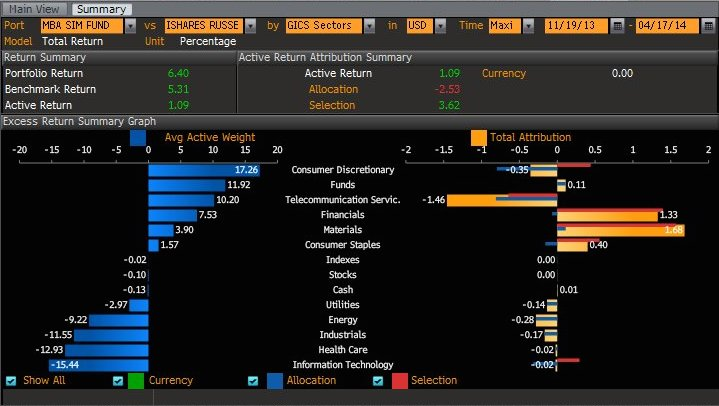 Main View Summary
Port MBA SIM FUND vs ISHARES RUSSE by GICS Sectors in USD Time Maxi 11/19/13 - 04/17/14
Model Total Return Unit Percentage
Return Summary Active Return Attribution Summary
Portfolio Return 6.40 Active Return 1.09 Currency 0.00
Benchmark Return 5.31 Allocation -2.53
Active Return 1.09 Selection 3.62
Excess Return Summary Graph
Avg Active Weight Total Attribution
-20 -10 0 10 20 -2 -1.5 -1 -0.5 0 0.5 1 1.5 2
17.26 Consumer Discretionary -0.35
11.92 Funds 0.11
10.20 Telecommunication Servic. -1.46
7.53 Financials 1.33
3.90 Materials 1.68
1.57 Consumer Staples 0.40
-0.02 Indexes 0.00
-0.10 Stocks 0.00
-0.13 Cash 0.01
-2.97 Utilities -0.14
-9.22 Energy -0.28
-11.55 Industrials -0.17
-12.93 Health Care -0.02
-15.44 Information Technology -0.02
Show All Currency Allocation Selection